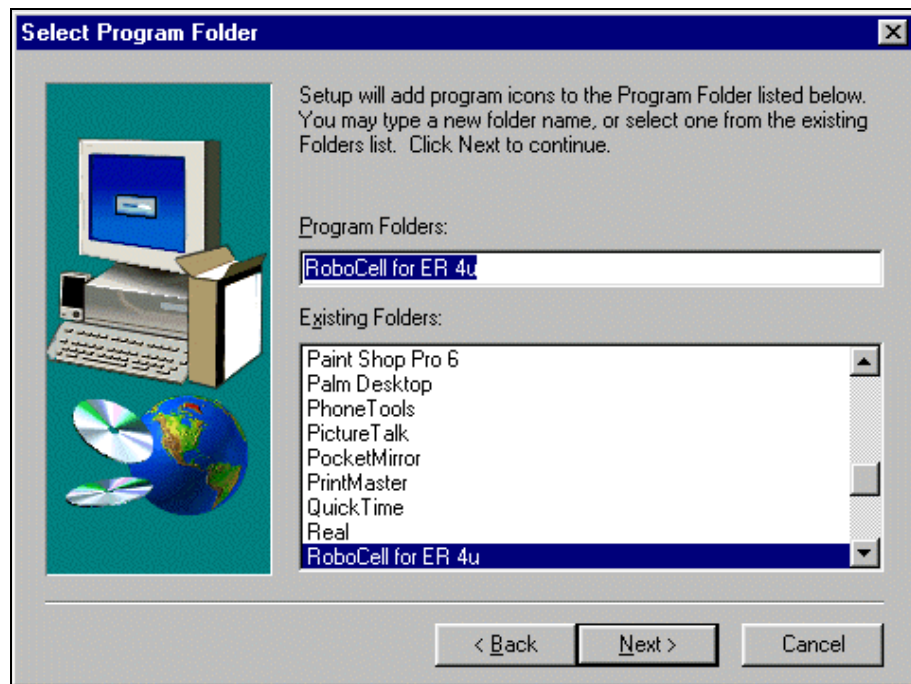 Select Program Folder
Setup will add program icons to the Program Folder listed below.
You may type a new folder name, or select one from the existing
Folders list. Click Next to continue.
Program Folders:
RoboCell for ER 4u
Existing Folders:
Paint Shop Pro 6
Palm Desktop
PhoneTools
PictureTalk
PocketMirror
PrintMaster
QuickTime
Real
RoboCell for ER 4u
< Back
Next >
Cancel